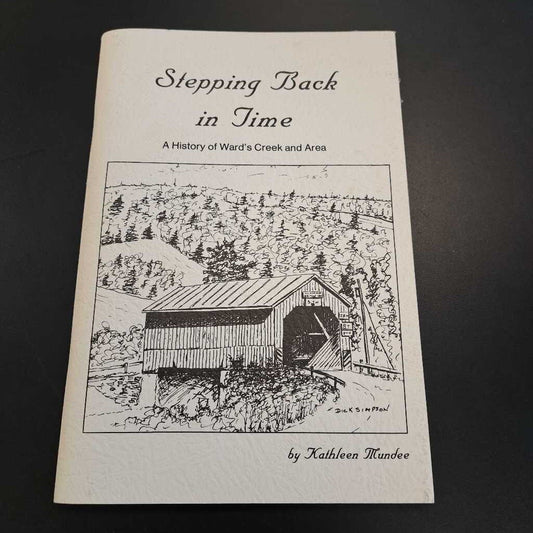 Stepping Back
in Time
A History of Ward's Creek and Area
DICK SIMPSON
by Kathleen Mundee